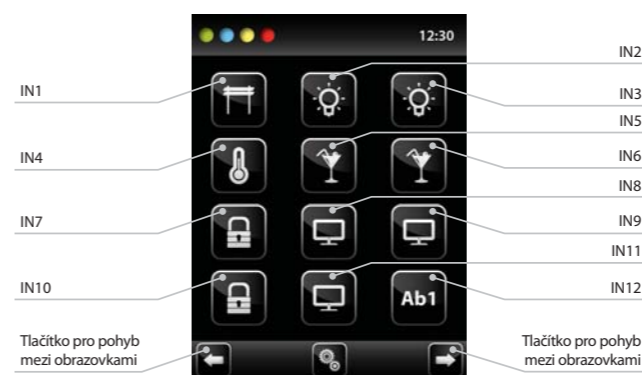 12:30
IN1
IN2
IN3
IN4
IN5
IN6
IN7
IN8
IN9
IN10
IN11
IN12
Ab1
Tlačítko pro pohyb
mezi obrazovkami
Tlačítko pro pohyb
mezi obrazovkami